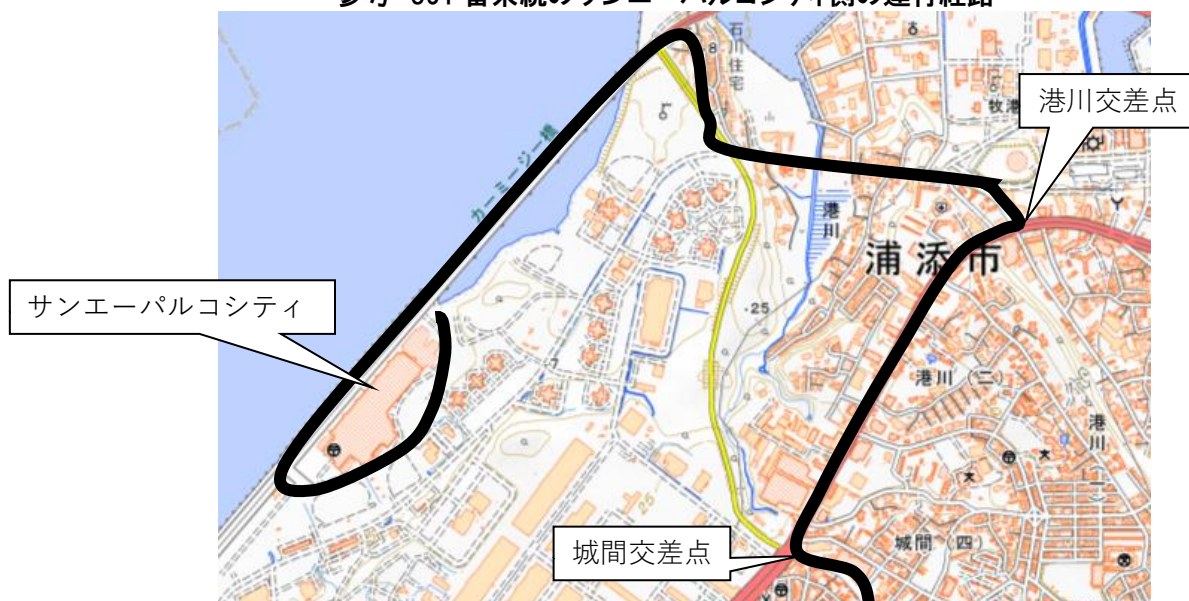 石川住宅
8
牧港
港川交差点
カーミージー橋
港川
浦添市
サンエーパルコシティ
25
7
港川(二)
港川(一)
25
城間交差点
城間(四)